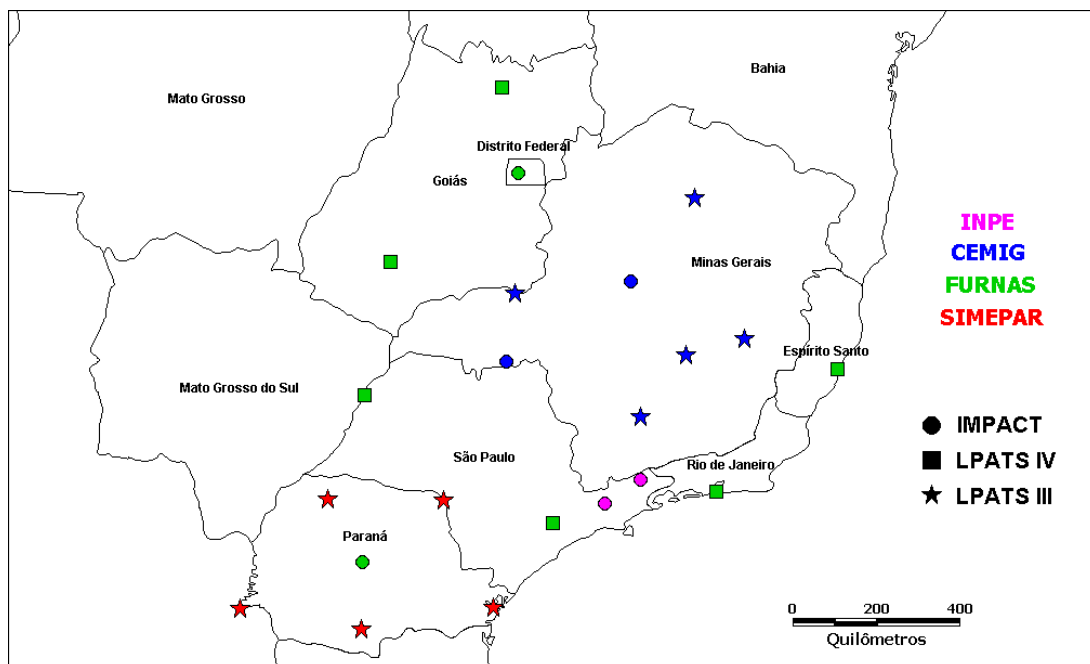 Bahia
Mato Grosso
Distrito Federal
Goiás
INPE
CEMIG
FURNAS
SIMEPAR
Minas Gerais
Espírito Santo
Mato Grosso do Sul
IMPACT
LPATS IV
LPATS III
São Paulo
Rio de Janeiro
Paraná
0 200 400
Quilômetros